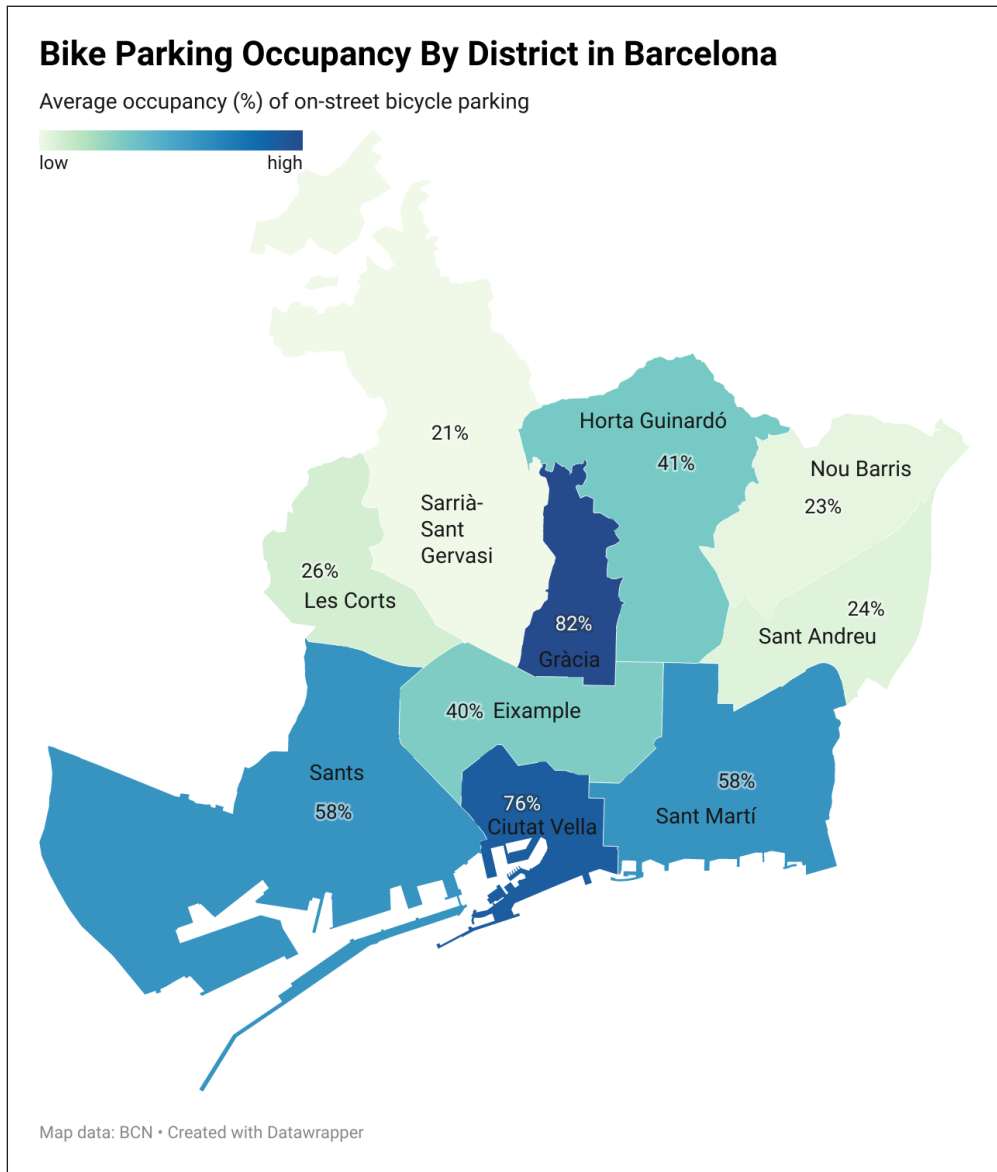 Bike Parking Occupancy By District in Barcelona
Average occupancy (%) of on-street bicycle parking
low high
Horta Guinardó
21%
41%
Nou Barris
Sarrià-
Sant
Gervasi
23%
26%
Les Corts
24%
Sant Andreu
82%
Gràcia
40% Eixample
Sants
58%
76%
Ciutat Vella
58%
Sant Martí
Map data: BCN • Created with Datawrapper